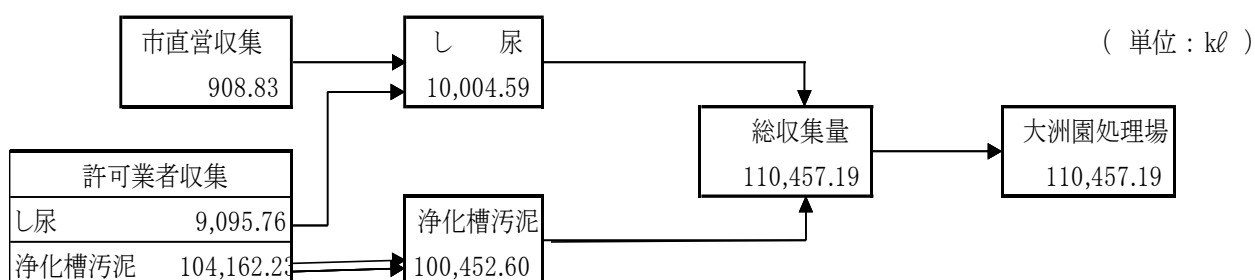 市直営収集
908.83
し 尿
10,004.59
( 単位：kℓ )
総収集量
110,457.19
大洲園処理場
110,457.19
許可業者収集
し尿 9,095.76
浄化槽汚泥 104,162.23
浄化槽汚泥
100,452.60